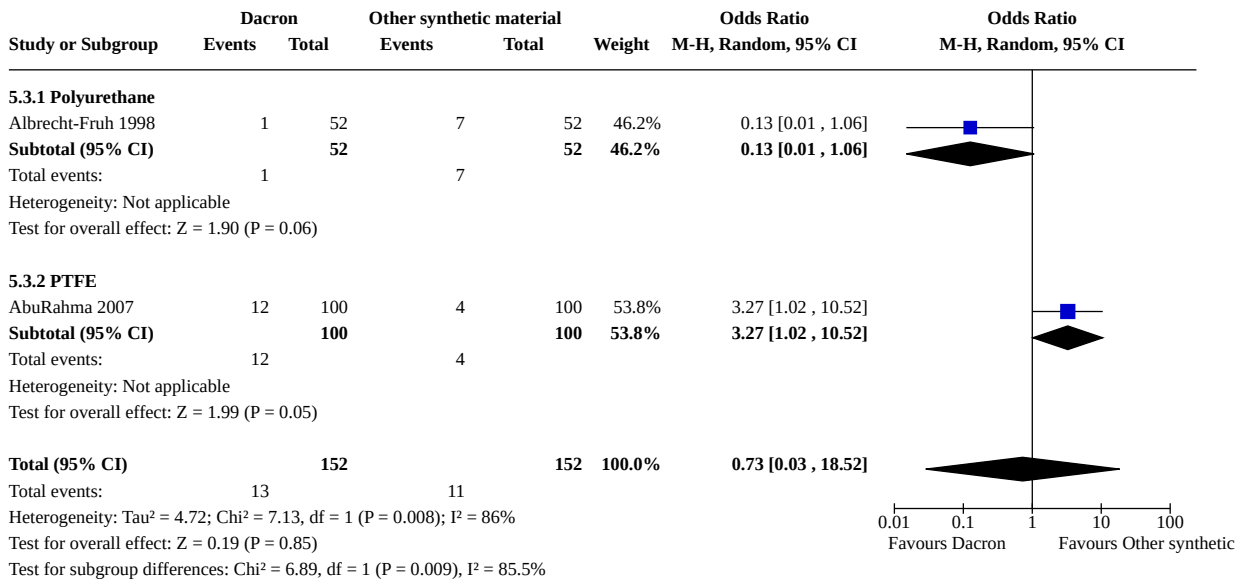 Dacron Other synthetic material Odds Ratio Odds Ratio
Study or Subgroup Events Total Events Total Weight M-H, Random, 95% CI M-H, Random, 95% CI
5.3.1 Polyurethane
Albrecht-Fruh 1998 1 52 7 52 46.2% 0.13 [0.01 , 1.06]
Subtotal (95% CI) 52 52 46.2% 0.13 [0.01 , 1.06]
Total events: 1 7
Heterogeneity: Not applicable
Test for overall effect: Z = 1.90 (P = 0.06)
5.3.2 PTFE
AbuRahma 2007 12 100 4 100 53.8% 3.27 [1.02 , 10.52]
Subtotal (95% CI) 100 100 53.8% 3.27 [1.02 , 10.52]
Total events: 12 4
Heterogeneity: Not applicable
Test for overall effect: Z = 1.99 (P = 0.05)
Total (95% CI) 152 152 100.0% 0.73 [0.03 , 18.52]
Total events: 13 11
Heterogeneity: Tau² = 4.72; Chi² = 7.13, df = 1 (P = 0.008); I² = 86%
Test for overall effect: Z = 0.19 (P = 0.85)
Test for subgroup differences: Chi² = 6.89, df = 1 (P = 0.009), I² = 85.5%
0.01 0.1 1 10 100
Favours Dacron Favours Other synthetic